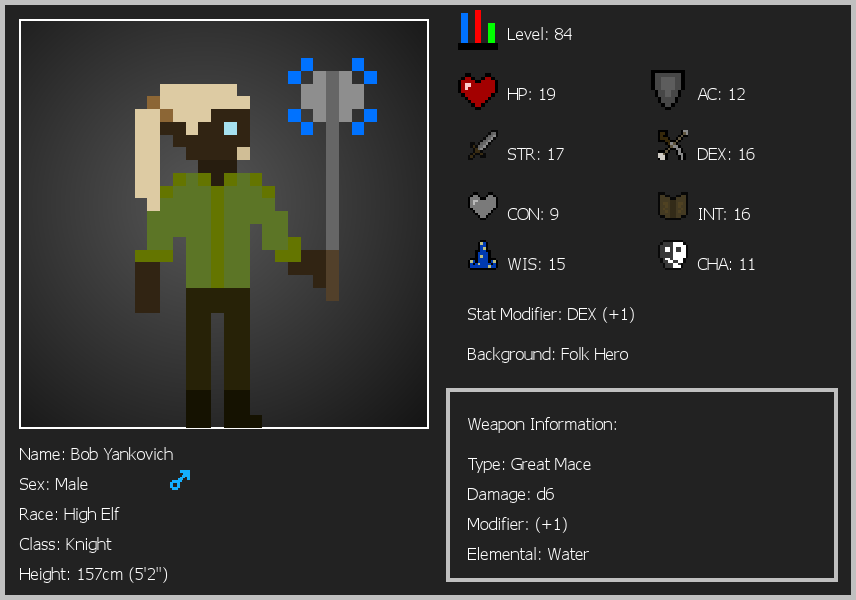 Level: 84
HP: 19
AC: 12
STR: 17
DEX: 16
CON: 9
INT: 16
WIS: 15
CHA: 11
Stat Modifier: DEX (+1)
Background: Folk Hero
Weapon Information:
Type: Great Mace
Damage: d6
Modifier: (+1)
Elemental: Water
Name: Bob Yankovich
Sex: Male
Race: High Elf
Class: Knight
Height: 157cm (5'2")